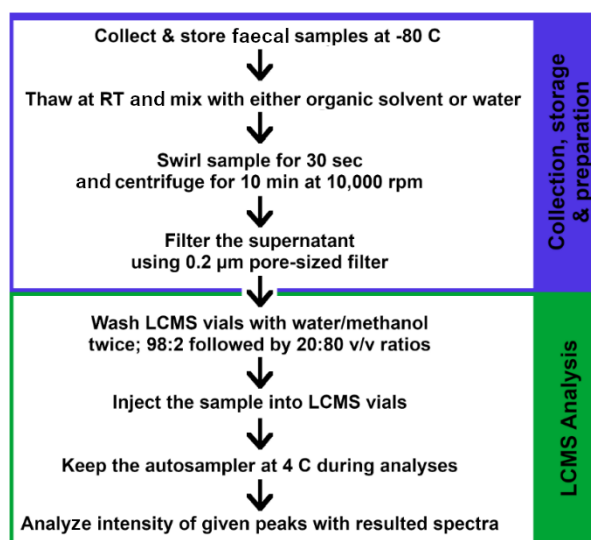 Collect & store faecal samples at -80 C
Thaw at RT and mix with either organic solvent or water
Swirl sample for 30 sec
and centrifuge for 10 min at 10,000 rpm
Filter the supernatant
using 0.2 µm pore-sized filter
Collection, storage
& preparation
Wash LCMS vials with water/methanol
twice; 98:2 followed by 20:80 v/v ratios
Inject the sample into LCMS vials
Keep the autosampler at 4 C during analyses
Analyze intensity of given peaks with resulted spectra
LCMS Analysis